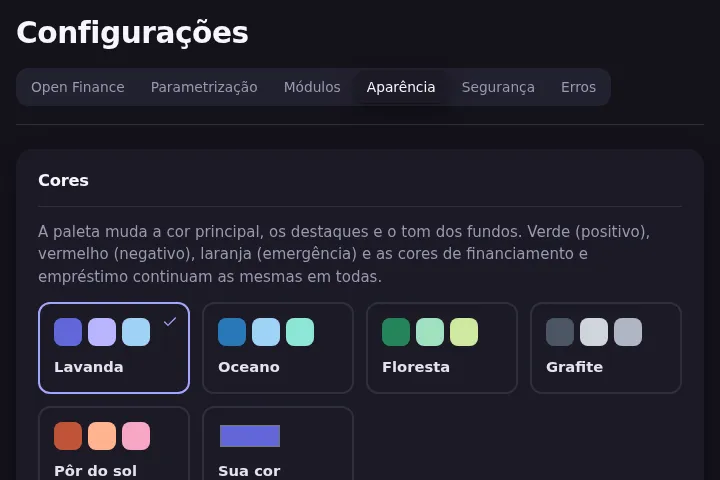 Configurações
Open Finance Parametrização Módulos Aparência Segurança Erros
Cores
A paleta muda a cor principal, os destaques e o tom dos fundos. Verde (positivo),
vermelho (negativo), laranja (emergência) e as cores de financiamento e
empréstimo continuam as mesmas em todas.
Lavanda Oceano Floresta Grafite
Pôr do sol Sua cor